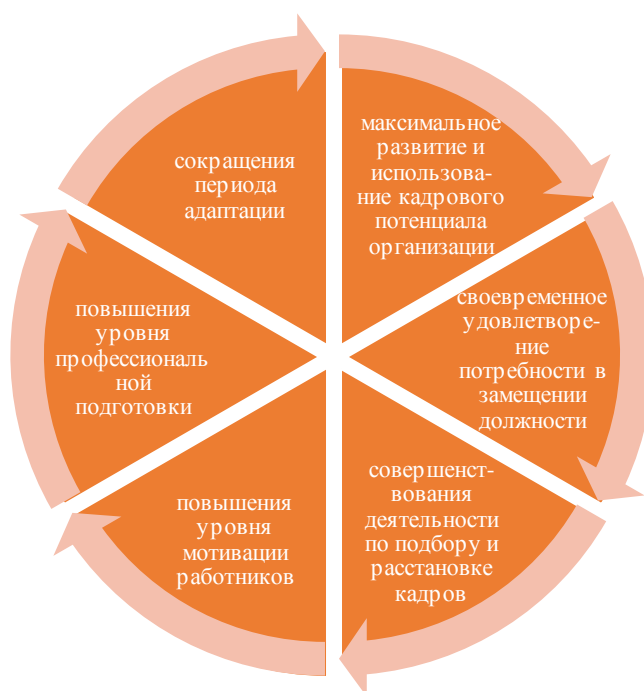 максимальное
развитие и
использова-
ние кадрового
потенциала
организации
своевременное
удовлетворе-
ние
потребности в
замещении
должности
совершенст-
вования
деятельности
по подбору и
расстановке
кадров
повышения
уровня
мотивации
работников
повышения
уровня
профессиональ
ной
подготовки
сокращения
периода
адаптации